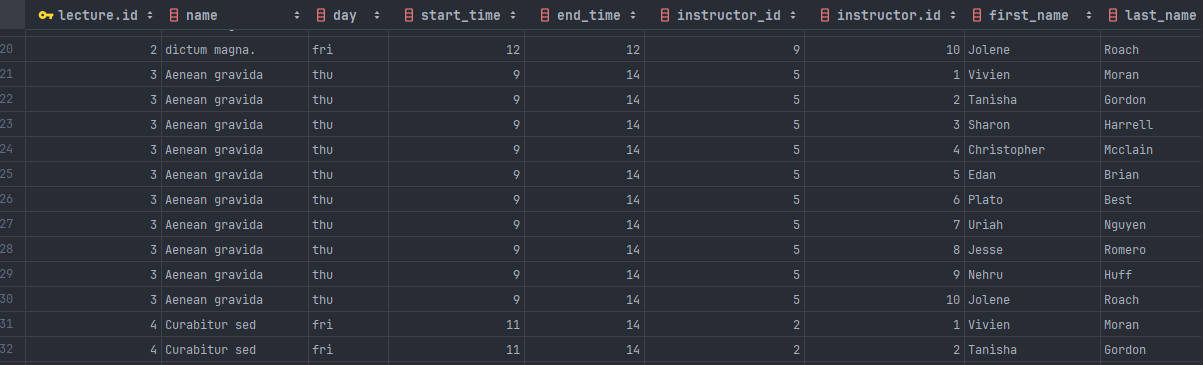 lecture.id name day start_time end_time instructor_id instructor.id first_name last_name
20 2 dictum magna. fri 12 12 9 10 Jolene Roach
21 3 Aenean gravida thu 9 14 5 1 Vivien Moran
22 3 Aenean gravida thu 9 14 5 2 Tanisha Gordon
23 3 Aenean gravida thu 9 14 5 3 Sharon Harrell
24 3 Aenean gravida thu 9 14 5 4 Christopher Mcclain
25 3 Aenean gravida thu 9 14 5 5 Edan Brian
26 3 Aenean gravida thu 9 14 5 6 Plato Best
27 3 Aenean gravida thu 9 14 5 7 Uriah Nguyen
28 3 Aenean gravida thu 9 14 5 8 Jesse Romero
29 3 Aenean gravida thu 9 14 5 9 Nehru Huff
30 3 Aenean gravida thu 9 14 5 10 Jolene Roach
31 4 Curabitur sed fri 11 14 2 1 Vivien Moran
32 4 Curabitur sed fri 11 14 2 2 Tanisha Gordon